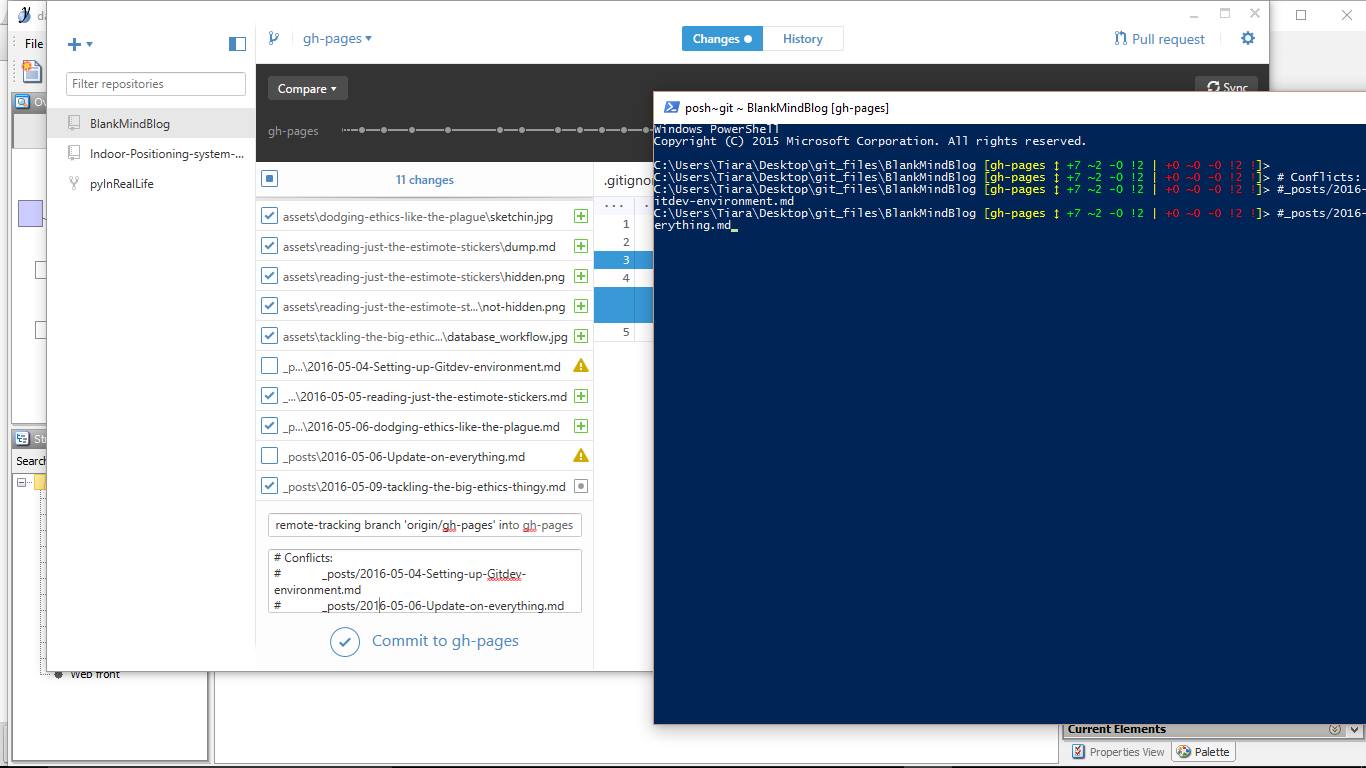 File
Filter repositories
BlankMindBlog
Indoor-Positioning-system-...
pyInRealLife
Search
Web front
gh-pages
Changes
History
Pull request
Compare
Sync
gh-pages
11 changes
.gitigno
assets\dodging-ethics-like-the-plague\sketchin.jpg
assets\reading-just-the-estimote-stickers\dump.md
assets\reading-just-the-estimote-stickers\hidden.png
assets\reading-just-the-estimote-st...\not-hidden.png
assets\tackling-the-big-ethic...\database_workflow.jpg
_p...\2016-05-04-Setting-up-Gitdev-environment.md
_...\2016-05-05-reading-just-the-estimote-stickers.md
_p...\2016-05-06-dodging-ethics-like-the-plague.md
_posts\2016-05-06-Update-on-everything.md
_posts\2016-05-09-tackling-the-big-ethics-thingy.md
...
1
2
3
4
5
remote-tracking branch 'origin/gh-pages' into gh-pages
# Conflicts:
# _posts/2016-05-04-Setting-up-Gitdev-
environment.md
# _posts/2016-05-06-Update-on-everything.md
Commit to gh-pages
posh~git ~ BlankMindBlog [gh-pages]
Windows PowerShell
Copyright (C) 2015 Microsoft Corporation. All rights reserved.
C:\Users\Tiara\Desktop\git_files\BlankMindBlog [gh-pages ↕ +7 ~2 -0 !2 | +0 ~0 -0 !2 !]>
C:\Users\Tiara\Desktop\git_files\BlankMindBlog [gh-pages ↕ +7 ~2 -0 !2 | +0 ~0 -0 !2 !]> # Conflicts:
C:\Users\Tiara\Desktop\git_files\BlankMindBlog [gh-pages ↕ +7 ~2 -0 !2 | +0 ~0 -0 !2 !]> #_posts/2016-
itdev-environment.md
C:\Users\Tiara\Desktop\git_files\BlankMindBlog [gh-pages ↕ +7 ~2 -0 !2 | +0 ~0 -0 !2 !]> #_posts/2016-
erything.md
Current Elements
Properties View
Palette